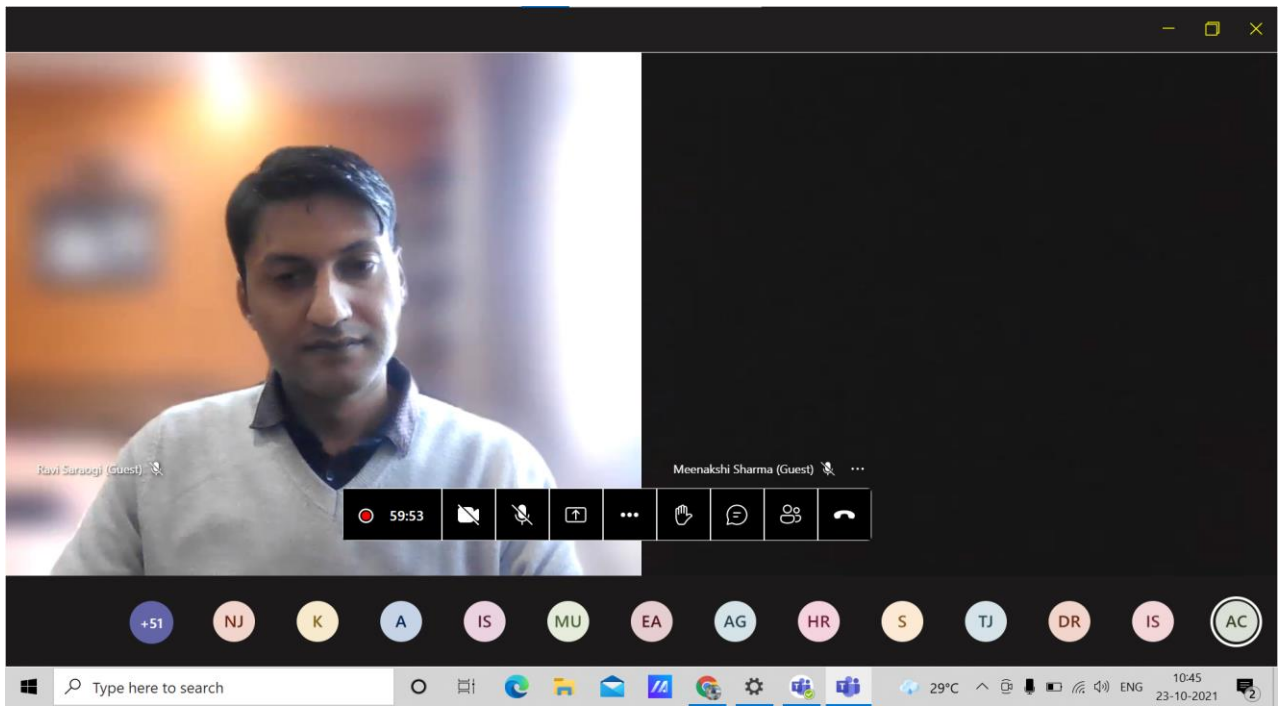 Ravi Saraogi (Guest)
Meenakshi Sharma (Guest)
59:53
+51 NJ K A IS MU EA AG HR S TJ DR IS AC
Type here to search
29°C ENG 10:45
23-10-2021
2